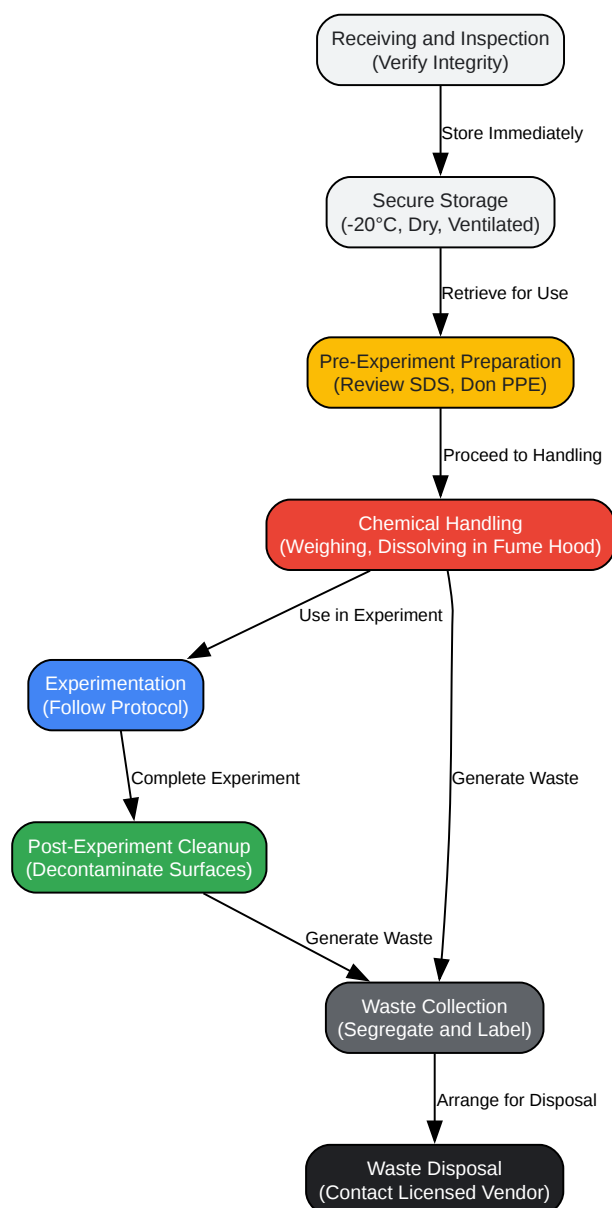 Receiving and Inspection
(Verify Integrity)
Store Immediately
Secure Storage
(-20°C, Dry, Ventilated)
Retrieve for Use
Pre-Experiment Preparation
(Review SDS, Don PPE)
Proceed to Handling
Chemical Handling
(Weighing, Dissolving in Fume Hood)
Use in Experiment
Experimentation
(Follow Protocol)
Complete Experiment
Generate Waste
Post-Experiment Cleanup
(Decontaminate Surfaces)
Generate Waste
Waste Collection
(Segregate and Label)
Arrange for Disposal
Waste Disposal
(Contact Licensed Vendor)